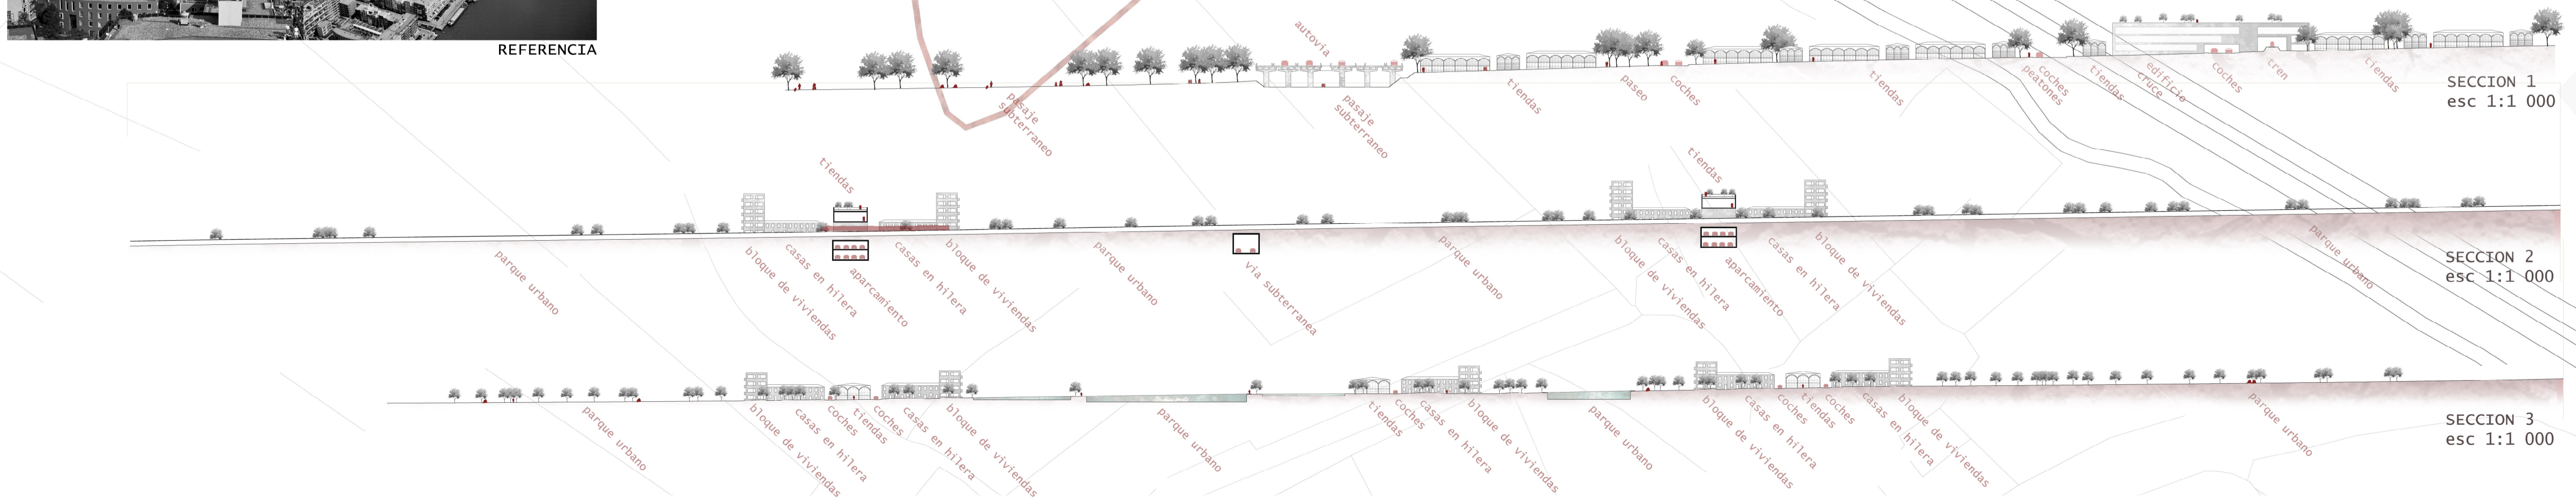 REFERENCIA
autovia
pasaje
subterraneo
pasaje
subterraneo
tiendas
paseo
coches
tiendas
peatones
coches
tiendas
cruce
edificio
coches
tren
tiendas
SECCION 1
esc 1:1 000
tiendas
tiendas
parque urbano
bloque de viviendas
casas en hilera
aparcamiento
casas en hilera
bloque de viviendas
parque urbano
via subterranea
parque urbano
bloque de viviendas
casas en hilera
aparcamiento
casas en hilera
bloque de viviendas
parque urbano
SECCION 2
esc 1:1 000
parque urbano
bloque de viviendas
casas en hilera
coches
tiendas
coches
casas en hilera
bloque de viviendas
parque urbano
tiendas
coches
casas en hilera
bloque de viviendas
parque urbano
bloque de viviendas
casas en hilera
coches
tiendas
coches
casas en hilera
bloque de viviendas
parque urbano
SECCION 3
esc 1:1 000